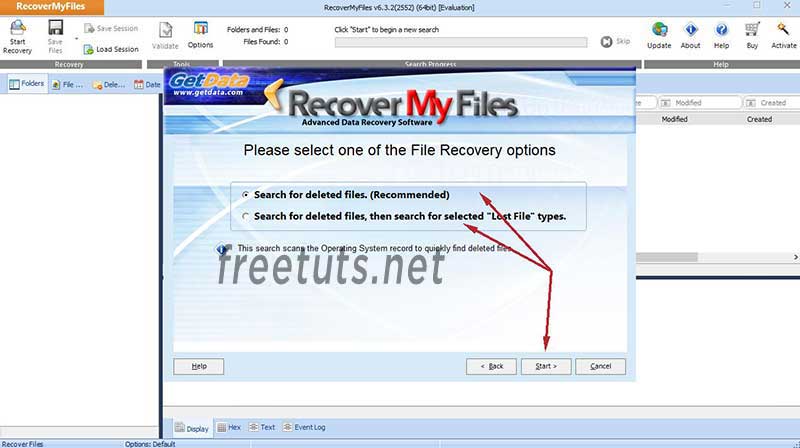 RecoverMyFiles
RecoverMyFiles v6.3.2(2552) (64bit) [Evaluation]
Start Recovery
Save Files
Save Session
Load Session
Validate
Options
Folders and Files: 0
Files Found: 0
Click "Start" to begin a new search
Skip
Update
About
Help
Buy
Activate
Recovery
Tools
Search Progress
Help
Folders
File ...
Dele...
Date
Modified
Created
Modified
Created
GetData
www.getdata.com
Recover My Files
Advanced Data Recovery Software
Please select one of the File Recovery options
Search for deleted files. (Recommended)
Search for deleted files, then search for selected "Lost File" types.
This search scans the Operating System record to quickly find deleted files.
freetuts.net
Help
< Back
Start >
Cancel
Display
Hex
Text
Event Log
Recover Files
Options: Default